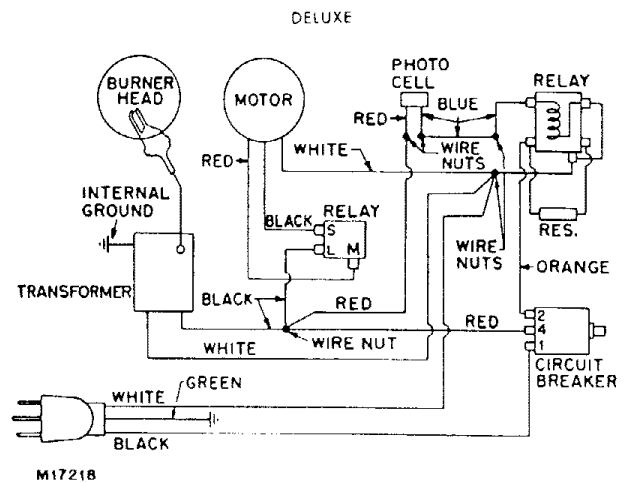 DELUXE
BURNER
HEAD
MOTOR
PHOTO
CELL
RELAY
RED
BLUE
WIRE
NUTS
RED
WHITE
INTERNAL
GROUND
BLACK
RELAY
S
L M
WIRE
NUTS
RES.
ORANGE
TRANSFORMER
BLACK
RED
RED
2
4
1
WHITE
WIRE NUT
CIRCUIT
BREAKER
WHITE
GREEN
BLACK
M17218